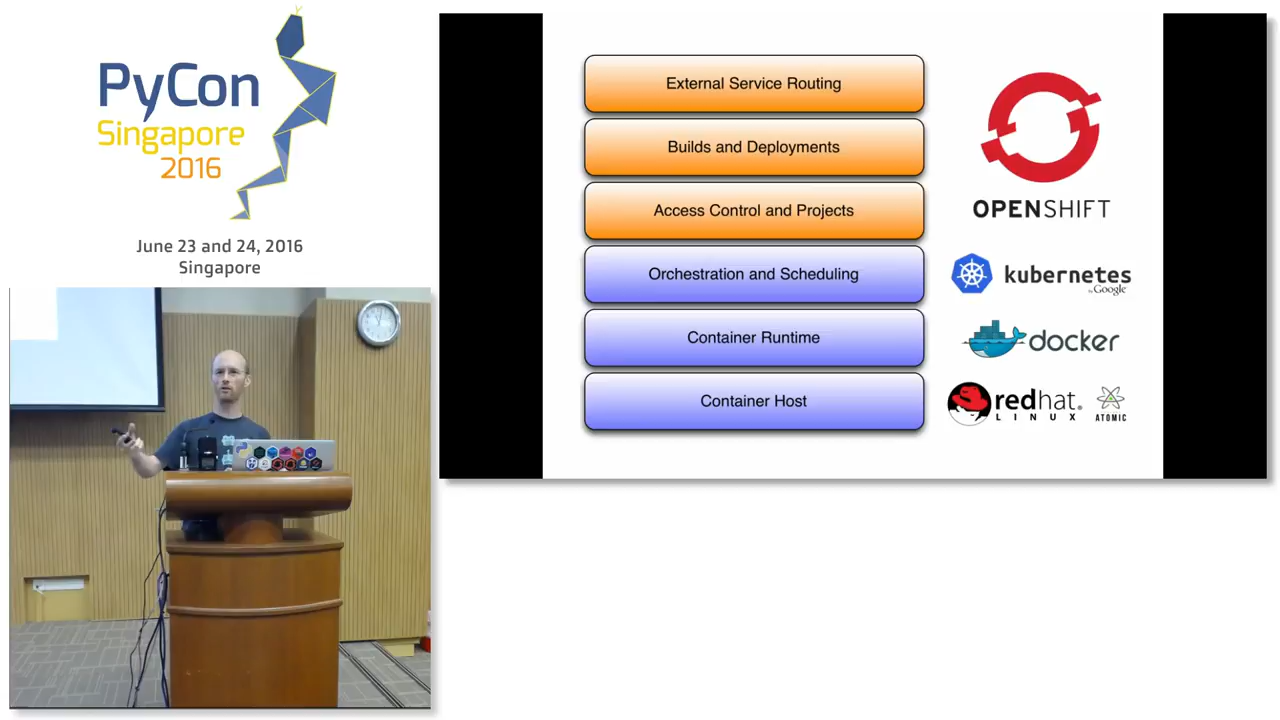 PyCon
Singapore
2016
June 23 and 24, 2016
Singapore
External Service Routing
Builds and Deployments
Access Control and Projects
Orchestration and Scheduling
Container Runtime
Container Host
OPENSHIFT
kubernetes
by Google
docker
redhat.
LINUX
ATOMIC